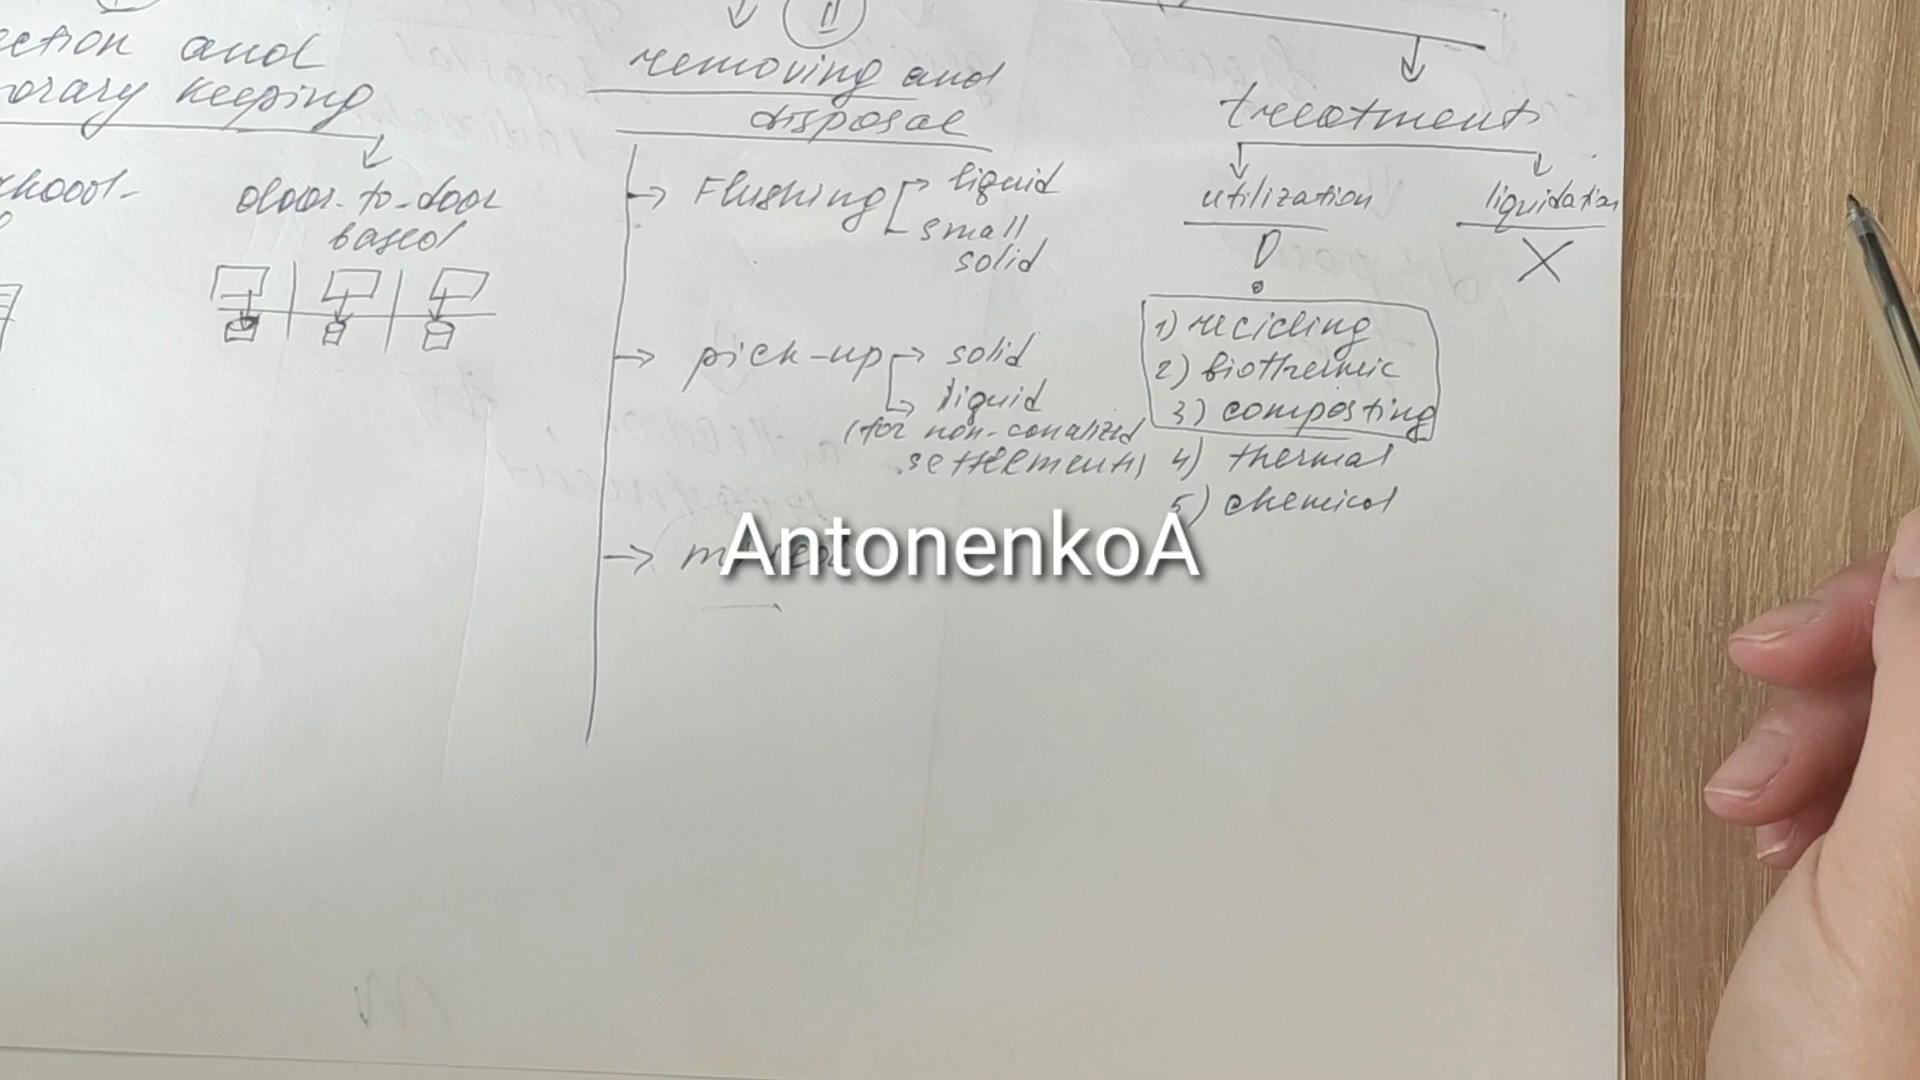 ection and
orary keeping
door-to-door
based
II
removing and
disposal
Flushing
liquid
small
solid
pick-up
solid
liquid
(for non-canalized
settlements)
treatment
utilization
liquidation
1) recicling
2) biothermic
3) composting
4) thermal
5) chemical
AntonenkoA